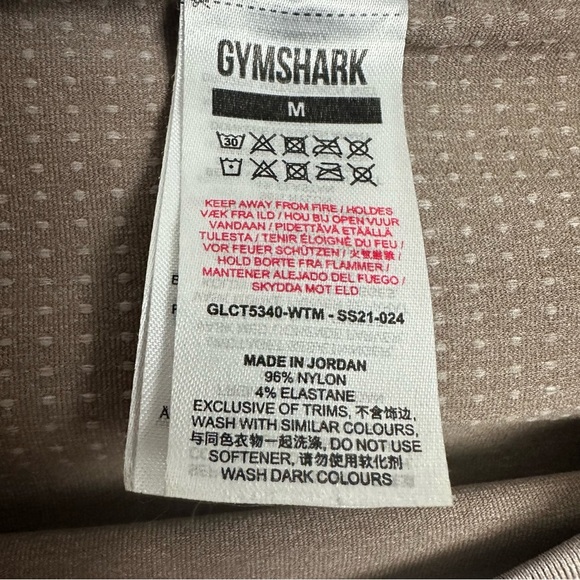 GYMSHARK
M
30
KEEP AWAY FROM FIRE / HOLDES
VÆK FRA ILD / HOU BIJ OPEN VUUR
VANDAAN / PIDETTÄVÄ ETÄÄLLÄ
TULESTA / TENIR ÉLOIGNÉ DU FEU /
VOR FEUER SCHÜTZEN / 火気厳禁 /
HOLD BORTE FRA FLAMMER /
MANTENER ALEJADO DEL FUEGO /
SKYDDA MOT ELD
GLCT5340-WTM - SS21-024
MADE IN JORDAN
96% NYLON
4% ELASTANE
EXCLUSIVE OF TRIMS, 不含饰边,
WASH WITH SIMILAR COLOURS,
与同色衣物一起洗涤, DO NOT USE
SOFTENER, 请勿使用软化剂
WASH DARK COLOURS